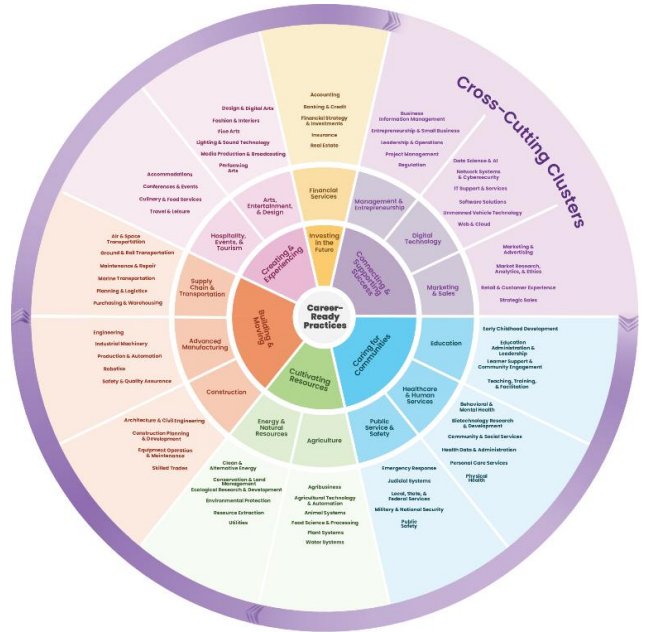 Cross-Cutting Clusters
Career-
Ready
Practices
Investing
in the
Future
Financial
Services
Accounting
Banking & Credit
Financial Strategy
& Investments
Insurance
Real Estate
Connecting &
Supporting
Success
Management &
Entrepreneurship
Business
Information Management
Entrepreneurship & Small Business
Leadership & Operations
Project Management
Regulation
Digital
Technology
Data Science & AI
Network Systems
& Cybersecurity
IT Support & Services
Software Solutions
Unmanned Vehicle Technology
Web & Cloud
Marketing
& Sales
Marketing &
Advertising
Market Research,
Analytics, & Ethics
Retail & Customer Experience
Strategic Sales
Caring for
Communities
Education
Early Childhood Development
Education
Administration &
Leadership
Learner Support &
Community Engagement
Teaching, Training,
& Facilitation
Healthcare
& Human
Services
Behavioral &
Mental Health
Biotechnology Research
& Development
Community & Social Services
Health Data & Administration
Personal Care Services
Physical
Health
Public
Service &
Safety
Emergency Response
Judicial Systems
Local, State, &
Federal Services
Military & National Security
Public
Safety
Cultivating
Resources
Agriculture
Agribusiness
Agricultural Technology
& Automation
Animal Systems
Food Science & Processing
Plant Systems
Water Systems
Energy &
Natural
Resources
Clean &
Alternative Energy
Conservation & Land
Management
Ecological Research & Development
Environmental Protection
Resource Extraction
Utilities
Building &
Moving
Construction
Architecture & Civil Engineering
Construction Planning
& Development
Equipment Operation
& Maintenance
Skilled Trades
Advanced
Manufacturing
Engineering
Industrial Machinery
Production & Automation
Robotics
Safety & Quality Assurance
Supply
Chain &
Transportation
Air & Space
Transportation
Ground & Rail Transportation
Maintenance & Repair
Marine Transportation
Planning & Logistics
Purchasing & Warehousing
Creating &
Experiencing
Hospitality,
Events, &
Tourism
Accommodations
Conferences & Events
Culinary & Food Services
Travel & Leisure
Arts,
Entertainment,
& Design
Design & Digital Arts
Fashion & Interiors
Fine Arts
Lighting & Sound Technology
Media Production & Broadcasting
Performing
Arts